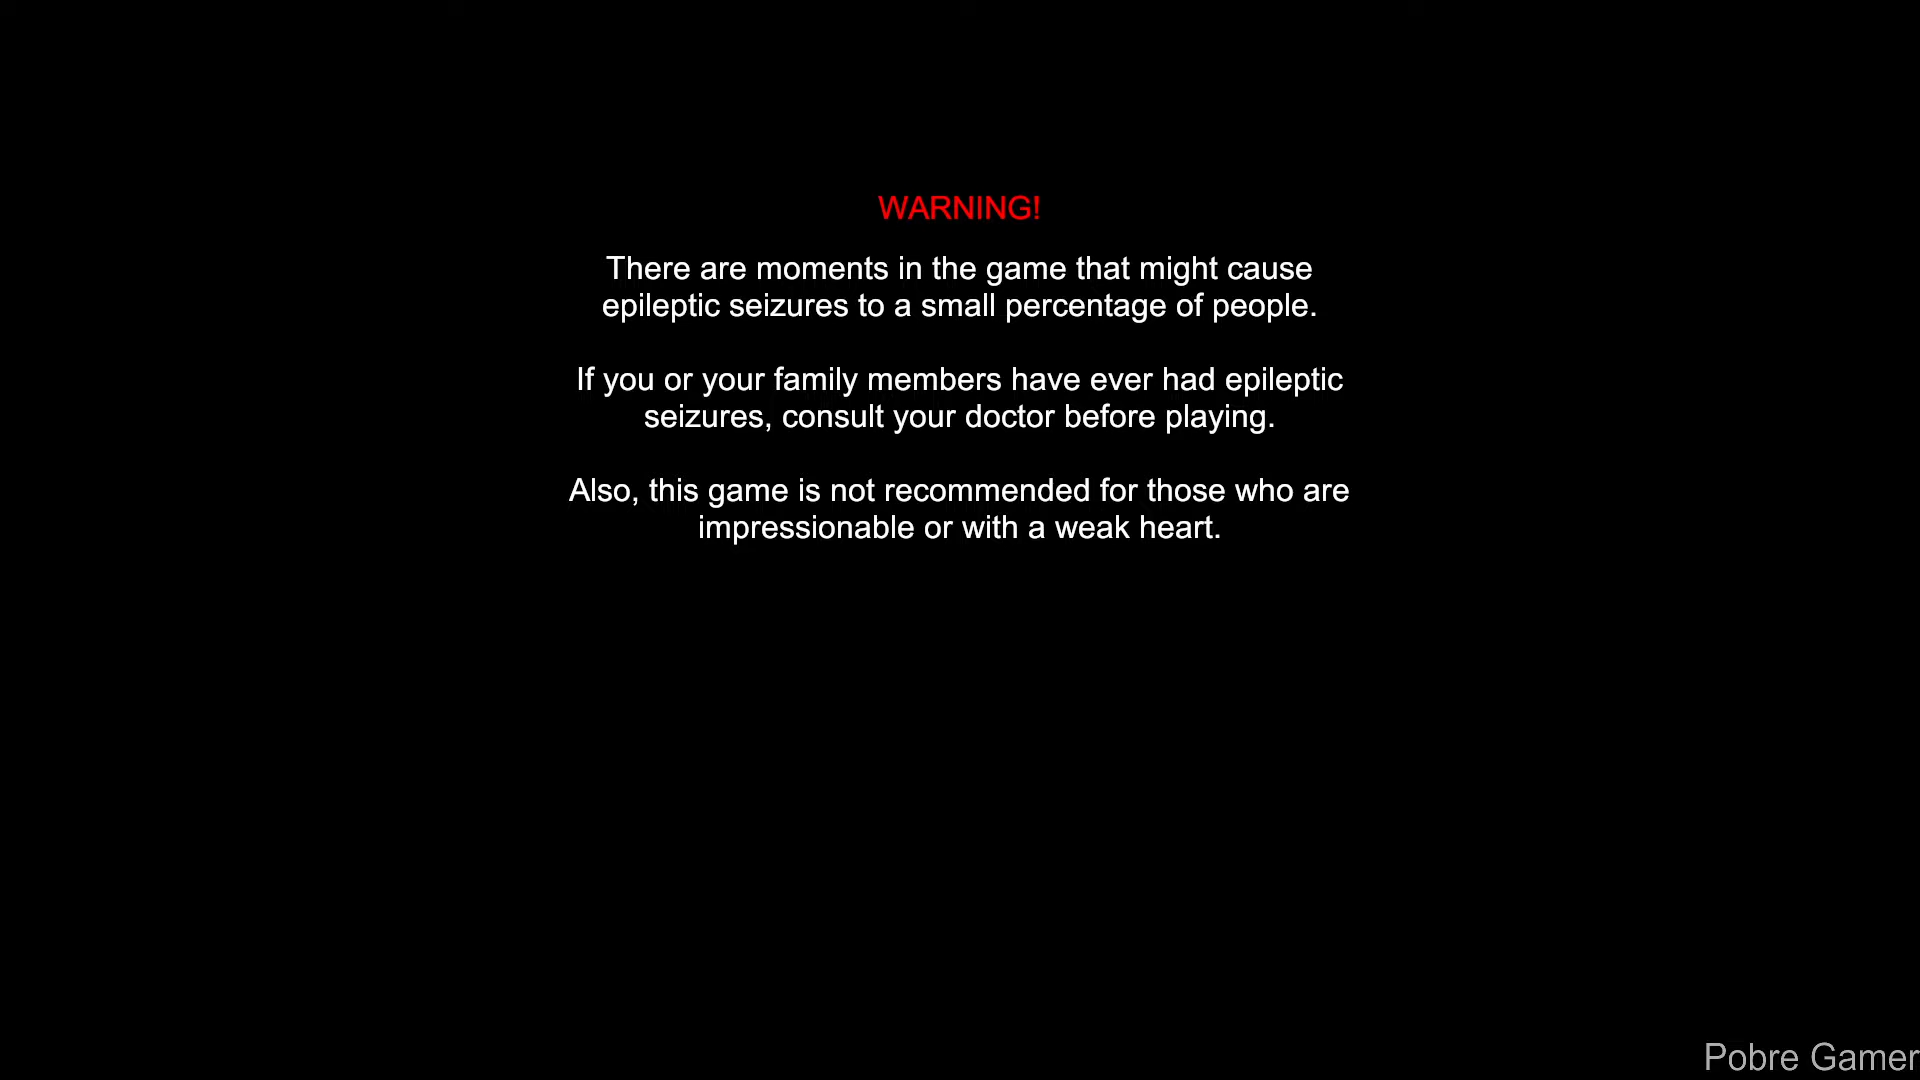 WARNING!
There are moments in the game that might cause
epileptic seizures to a small percentage of people.
If you or your family members have ever had epileptic
seizures, consult your doctor before playing.
Also, this game is not recommended for those who are
impressionable or with a weak heart.
Pobre Gamer